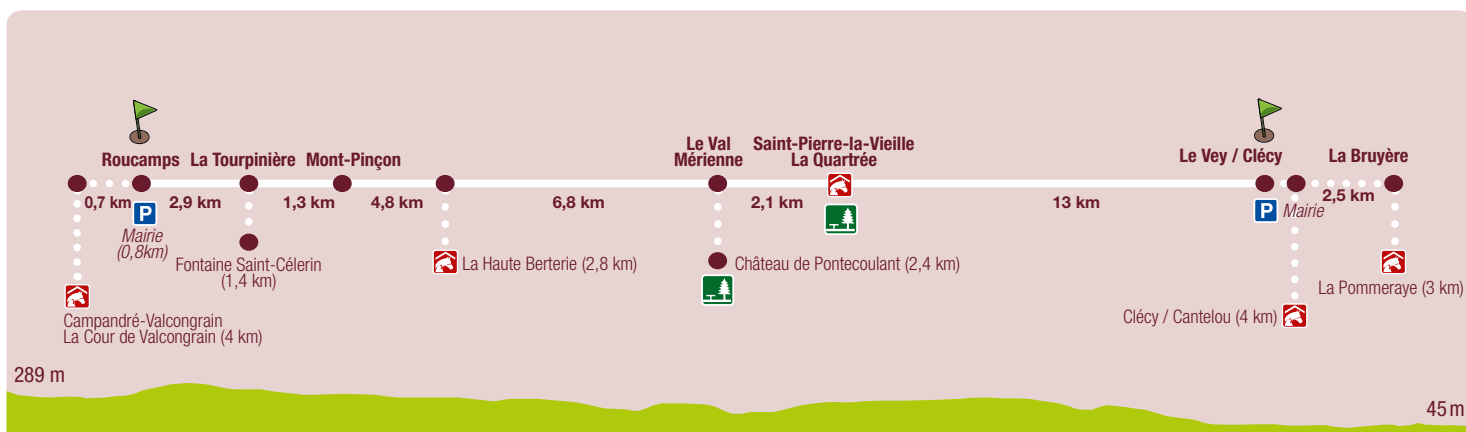 Roucamps
La Tourpinière
Mont-Pinçon
Le Val
Mérienne
Saint-Pierre-la-Vieille
La Quartrée
Le Vey / Clécy
La Bruyère
0,7 km
2,9 km
1,3 km
4,8 km
6,8 km
2,1 km
13 km
2,5 km
P
Mairie
(0,8km)
P
Mairie
Fontaine Saint-Célerin
(1,4 km)
La Haute Berterie (2,8 km)
Château de Pontecoulant (2,4 km)
La Pommeraye (3 km)
Campandré-Valcongrain
La Cour de Valcongrain (4 km)
Clécy / Cantelou (4 km)
289 m
45 m